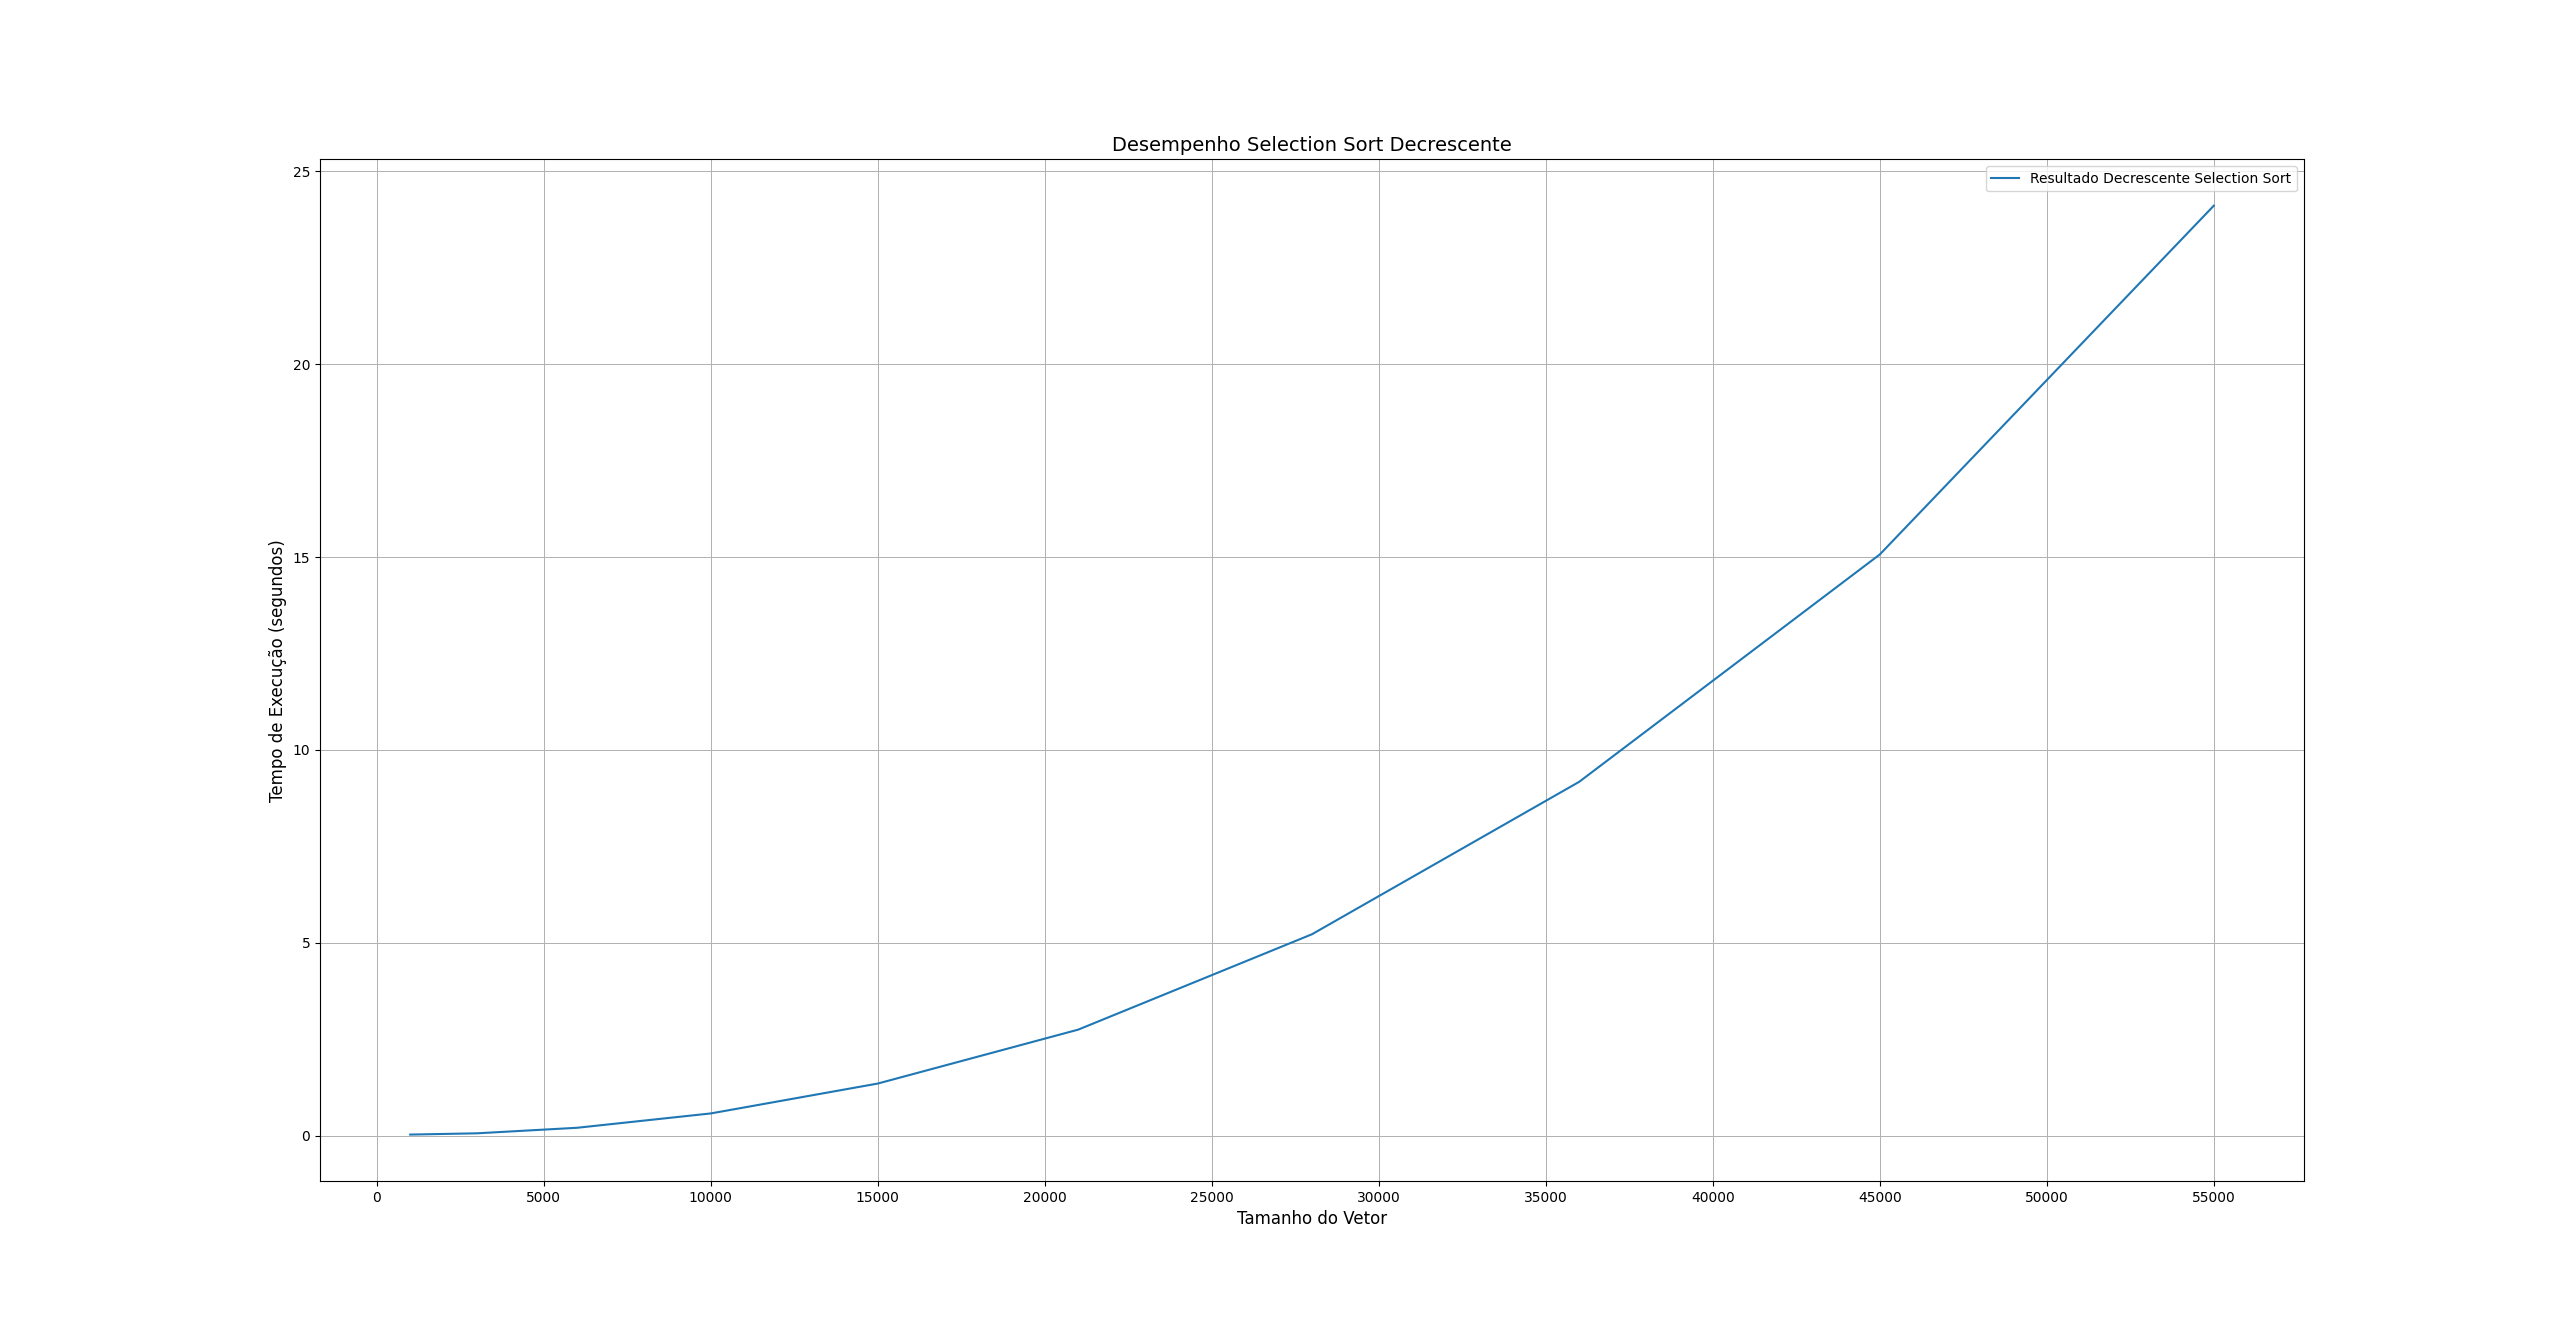 Desempenho Selection Sort Decrescente
Resultado Decrescente Selection Sort
Tempo de Execução (segundos)
25
20
15
10
5
0
0 5000 10000 15000 20000 25000 30000 35000 40000 45000 50000 55000
Tamanho do Vetor